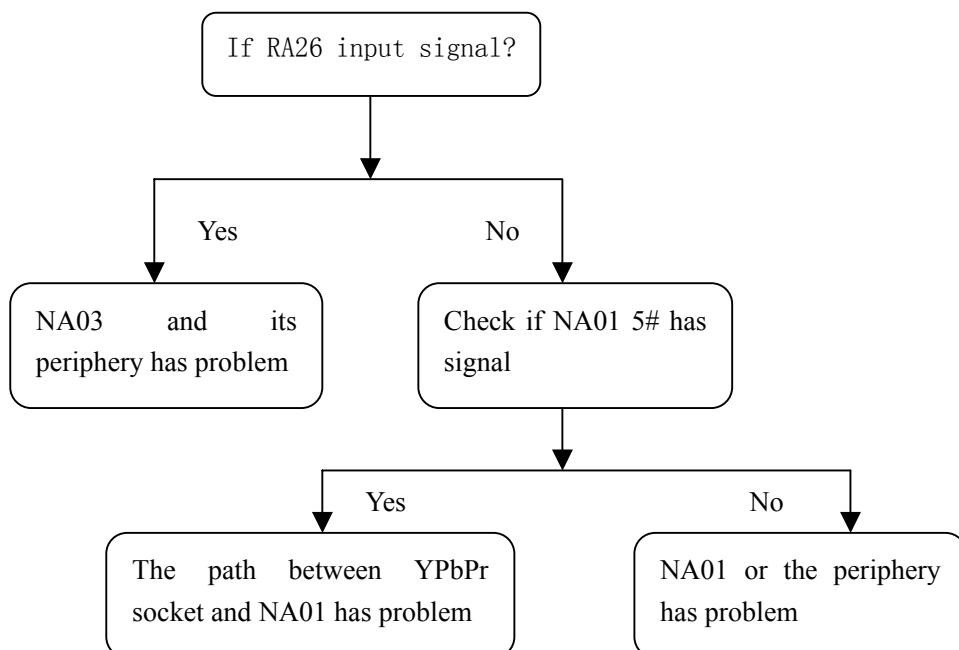 If RA26 input signal?
Yes
No
NA03 and its
periphery has problem
Check if NA01 5# has
signal
Yes
No
The path between YPbPr
socket and NA01 has problem
NA01 or the periphery
has problem